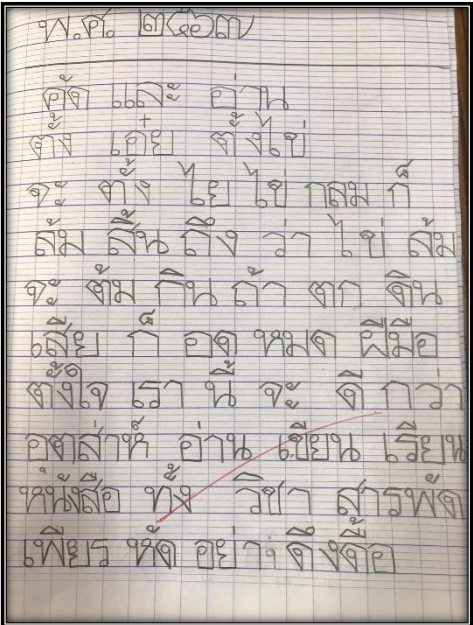 พ.ศ. ๒๕๖๗
คัด และ อ่าน
ตั้ง เอ๋ย ตั้งไข่
จะ ตั้ง ไย ไข่ กลม ก็
ล้ม สิ้น ถึง ว่า ไข่ ล้ม
จะ ต้ม กิน ถ้า ตก ดิน
เสีย ก็ อด หมด ฝีมือ
ตั้งใจ เรา นี้ จะ ดี กว่า
อุตส่าห์ อ่าน เขียน เรียน
หนังสือ ทั้ง วิชา สารพัด
เพียร หัด อย่า ดึงดื้อ